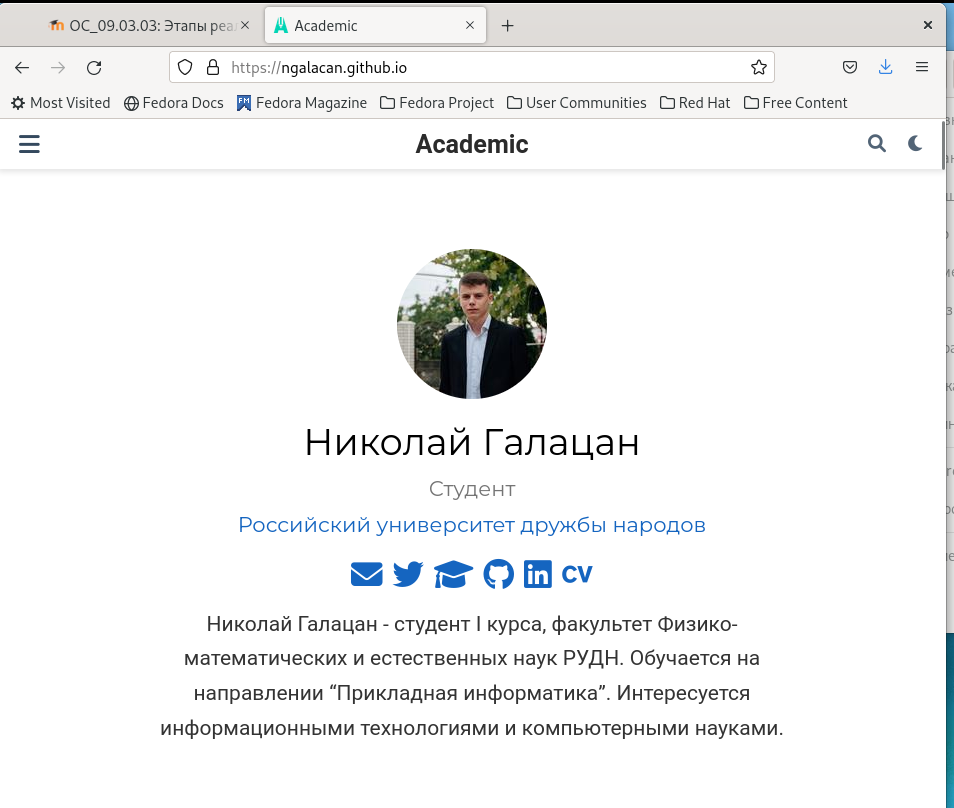 ОС_09.03.03: Этапы реа
Academic
https://ngalacan.github.io
Most Visited
Fedora Docs
FM
Fedora Magazine
Fedora Project
User Communities
Red Hat
Free Content
Academic
Николай Галацан
Студент
Российский университет дружбы народов
in
CV
Николай Галацан - студент I курса, факультет Физико-
математических и естественных наук РУДН. Обучается на
направлении “Прикладная информатика”. Интересуется
информационными технологиями и компьютерными науками.